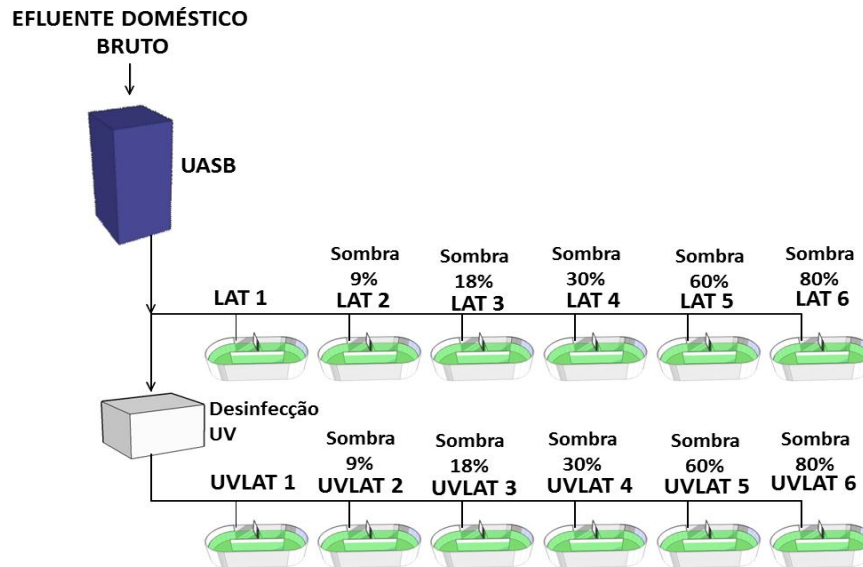 EFLUENTE DOMÉSTICO
BRUTO
UASB
LAT 1
Sombra
9%
LAT 2
Sombra
18%
LAT 3
Sombra
30%
LAT 4
Sombra
60%
LAT 5
Sombra
80%
LAT 6
Desinfecção
UV
UVLAT 1
Sombra
9%
UVLAT 2
Sombra
18%
UVLAT 3
Sombra
30%
UVLAT 4
Sombra
60%
UVLAT 5
Sombra
80%
UVLAT 6